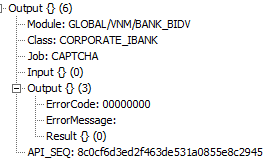 Output {} (6)
Module: GLOBAL/VNM/BANK_BIDV
Class: CORPORATE_IBANK
Job: CAPTCHA
Input {} (0)
Output {} (3)
ErrorCode: 00000000
ErrorMessage:
Result {} (0)
API_SEQ: 8c0cf6d3ed2f463de531a0855e8c2945